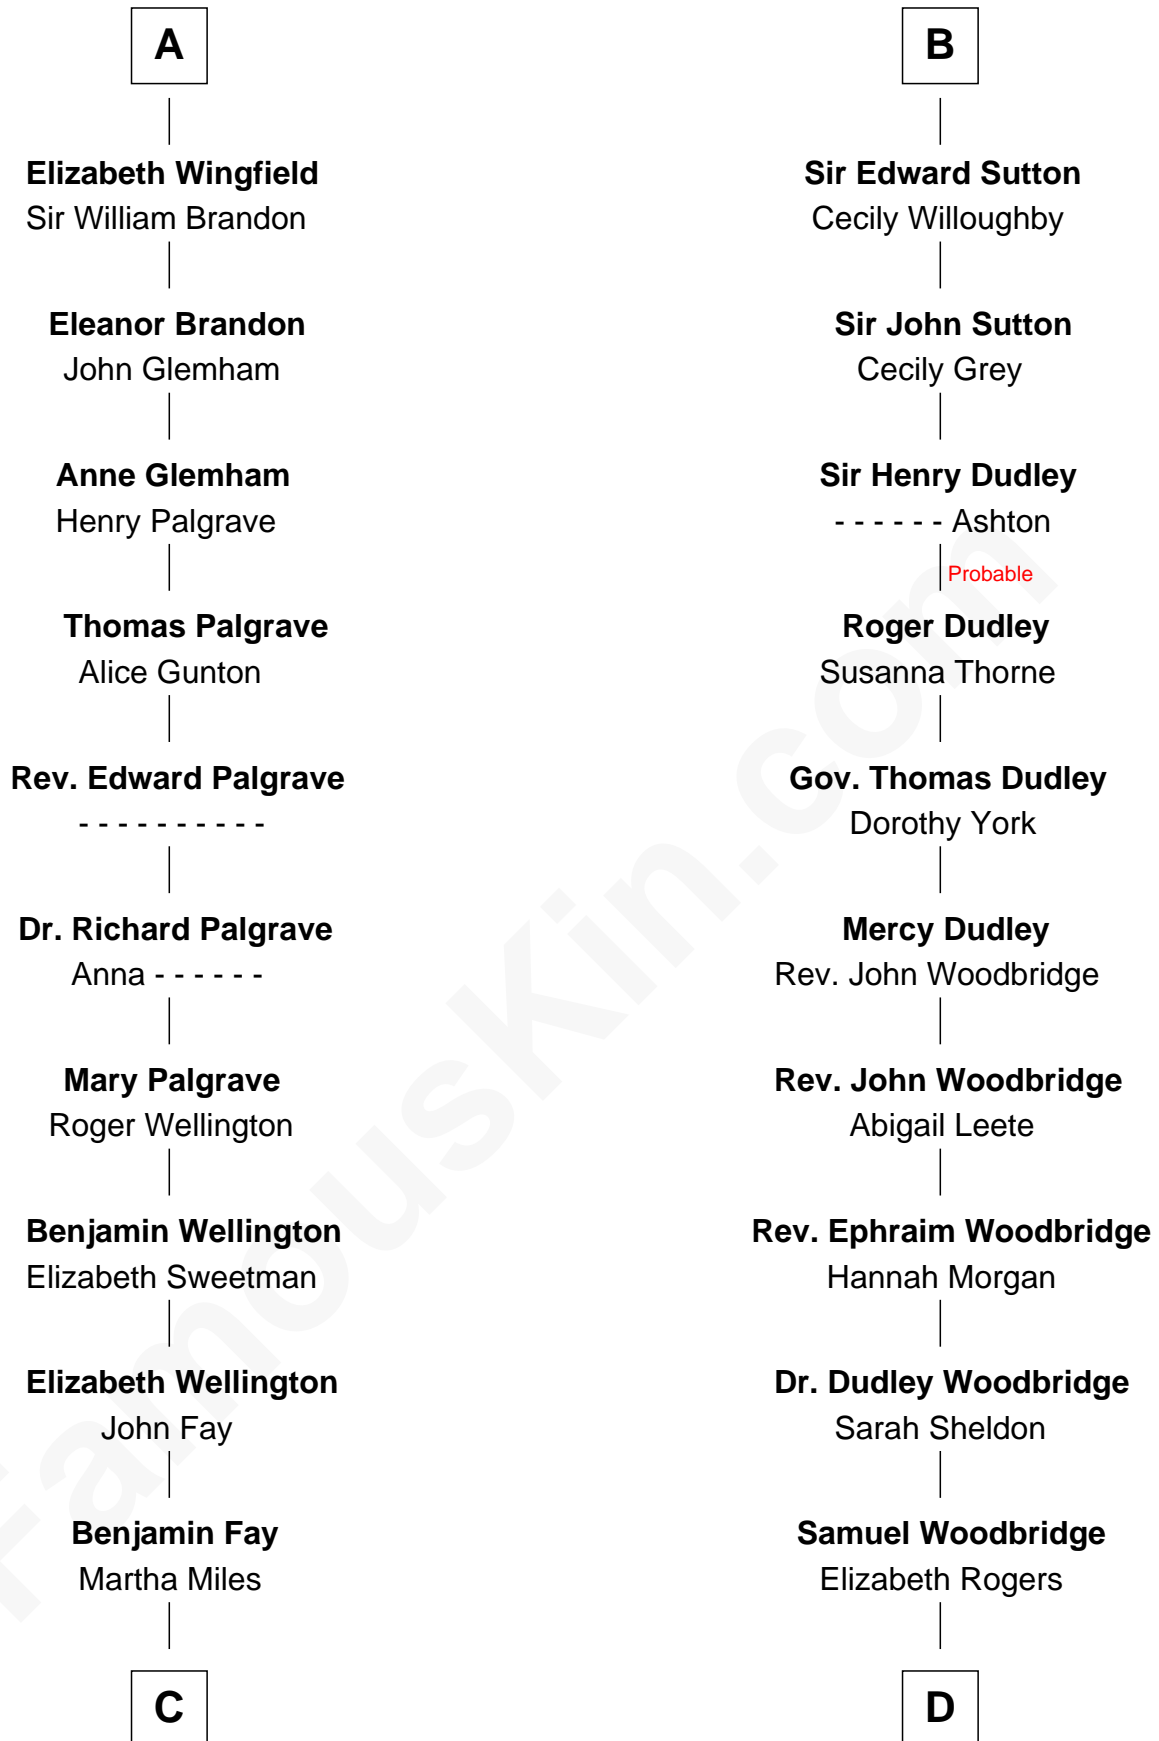 A
Elizabeth Wingfield
Sir William Brandon
Eleanor Brandon
John Glemham
Anne Glemham
Henry Palgrave
Thomas Palgrave
Alice Gunton
Rev. Edward Palgrave
- - - - - - - - - -
Dr. Richard Palgrave
Anna - - - - - -
Mary Palgrave
Roger Wellington
Benjamin Wellington
Elizabeth Sweetman
Elizabeth Wellington
John Fay
Benjamin Fay
Martha Miles
C
B
Sir Edward Sutton
Cecily Willoughby
Sir John Sutton
Cecily Grey
Sir Henry Dudley
- - - - - - Ashton
Probable
Roger Dudley
Susanna Thorne
Gov. Thomas Dudley
Dorothy York
Mercy Dudley
Rev. John Woodbridge
Rev. John Woodbridge
Abigail Leete
Rev. Ephraim Woodbridge
Hannah Morgan
Dr. Dudley Woodbridge
Sarah Sheldon
Samuel Woodbridge
Elizabeth Rogers
D
FamousKin.com